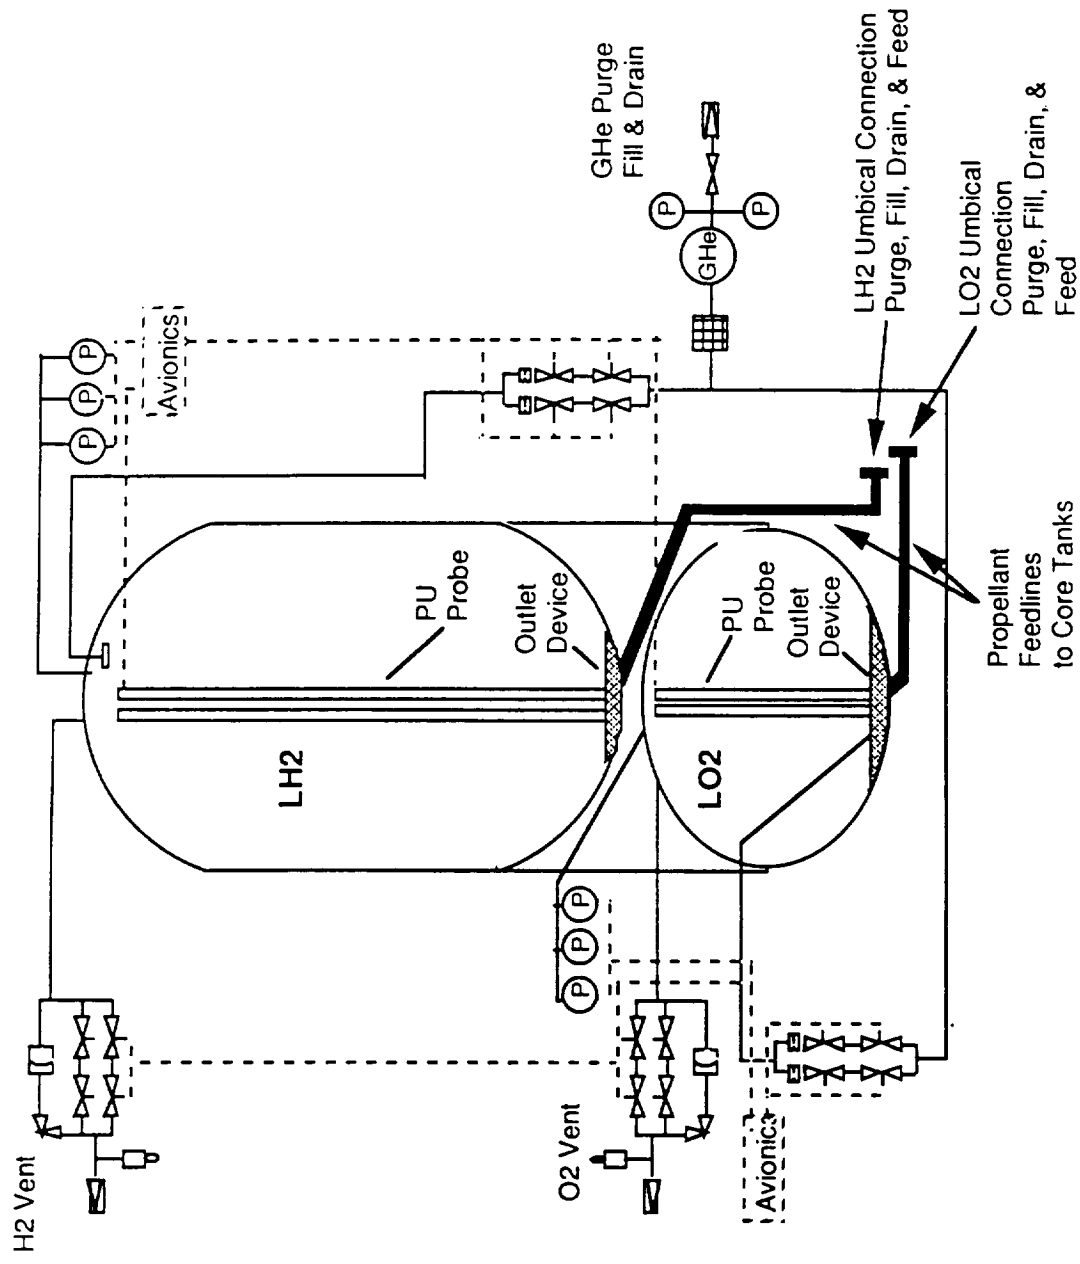 H2 Vent
O2 Vent
Avionics
P
P
P
LH2
LO2
PU
Probe
Outlet
Device
PU
Probe
Outlet
Device
P
P
P
Avionics
GHe
P
P
GHe Purge
Fill & Drain
LH2 Umbical Connection
Purge, Fill, Drain, & Feed
LO2 Umbical
Connection
Purge, Fill, Drain, &
Feed
Propellant
Feedlines
to Core Tanks